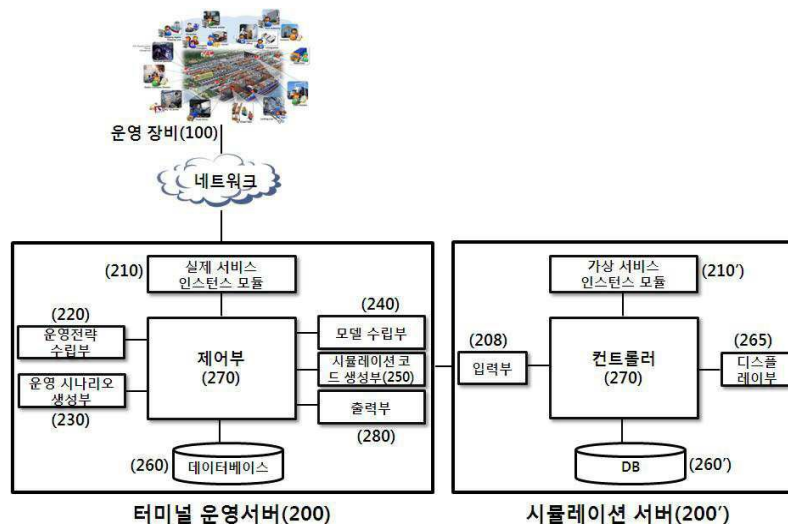 운영 장비(100)
네트워크
(210)
실제 서비스
인스턴스 모듈
(220)
운영전략
수립부
(240)
모델 수립부
제어부
(270)
시뮬레이션 코
드 생성부(250)
운영 시나리오
생성부
(230)
출력부
(280)
(260)
데이터베이스
터미널 운영서버(200)
가상 서비스
인스턴스 모듈
(210')
(208)
입력부
컨트롤러
(270)
(265)
디스플
레이부
DB
(260')
시뮬레이션 서버(200')